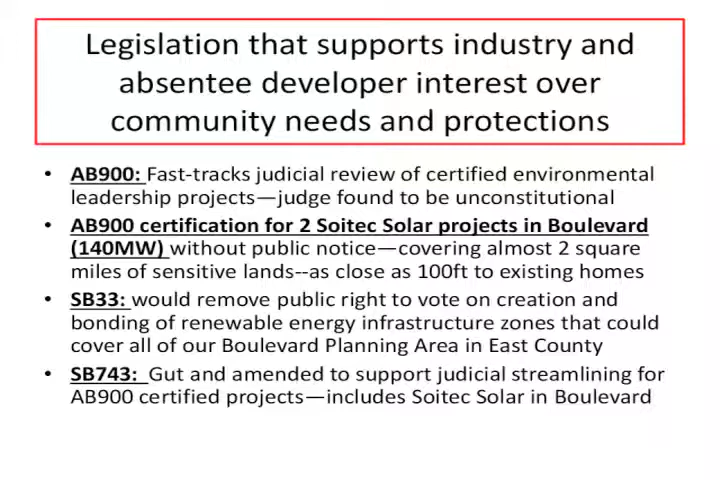 Legislation that supports industry and
absentee developer interest over
community needs and protections
• AB900: Fast-tracks judicial review of certified environmental
leadership projects—judge found to be unconstitutional
• AB900 certification for 2 Soitec Solar projects in Boulevard
(140MW) without public notice—covering almost 2 square
miles of sensitive lands--as close as 100ft to existing homes
• SB33: would remove public right to vote on creation and
bonding of renewable energy infrastructure zones that could
cover all of our Boulevard Planning Area in East County
• SB743: Gut and amended to support judicial streamlining for
AB900 certified projects—includes Soitec Solar in Boulevard